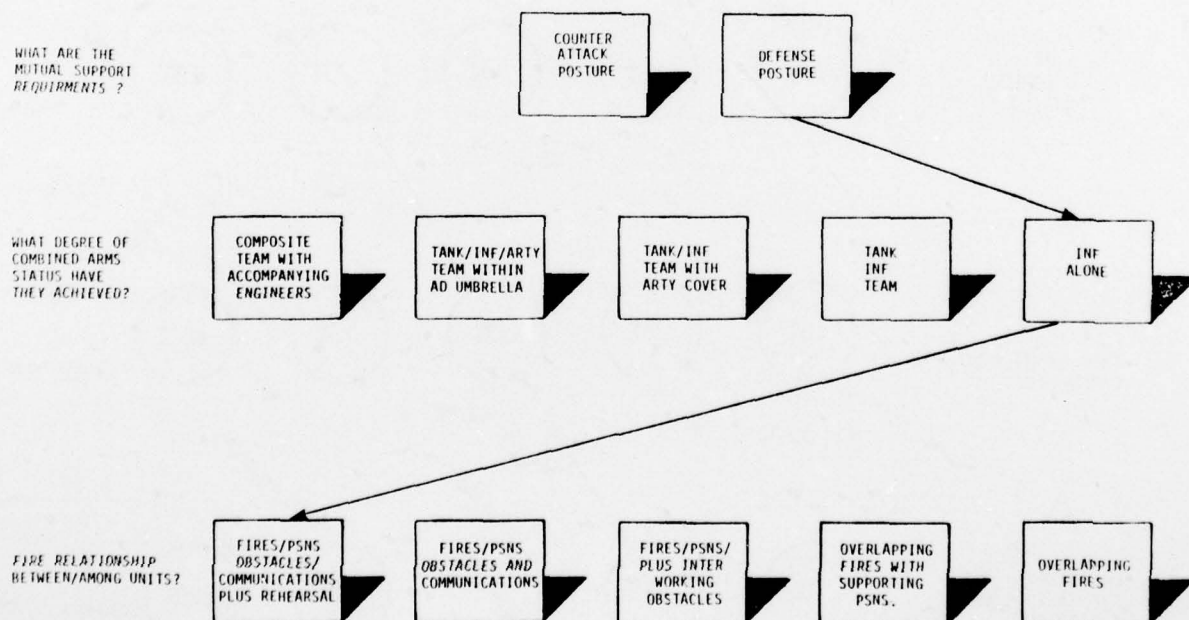 WHAT ARE THE
MUTUAL SUPPORT
REQUIRMENTS ?
COUNTER
ATTACK
POSTURE
DEFENSE
POSTURE
WHAT DEGREE OF
COMBINED ARMS
STATUS HAVE
THEY ACHIEVED?
COMPOSITE
TEAM WITH
ACCOMPANYING
ENGINEERS
TANK/INF/ARTY
TEAM WITHIN
AD UMBRELLA
TANK/INF
TEAM WITH
ARTY COVER
TANK
INF
TEAM
INF
ALONE
FIRE RELATIONSHIP
BETWEEN/AMONG UNITS?
FIRES/PSNS
OBSTACLES/
COMMUNICATIONS
PLUS REHEARSAL
FIRES/PSNS
OBSTACLES AND
COMMUNICATIONS
FIRES/PSNS/
PLUS INTER
WORKING
OBSTACLES
OVERLAPPING
FIRES WITH
SUPPORTING
PSNS.
OVERLAPPING
FIRES